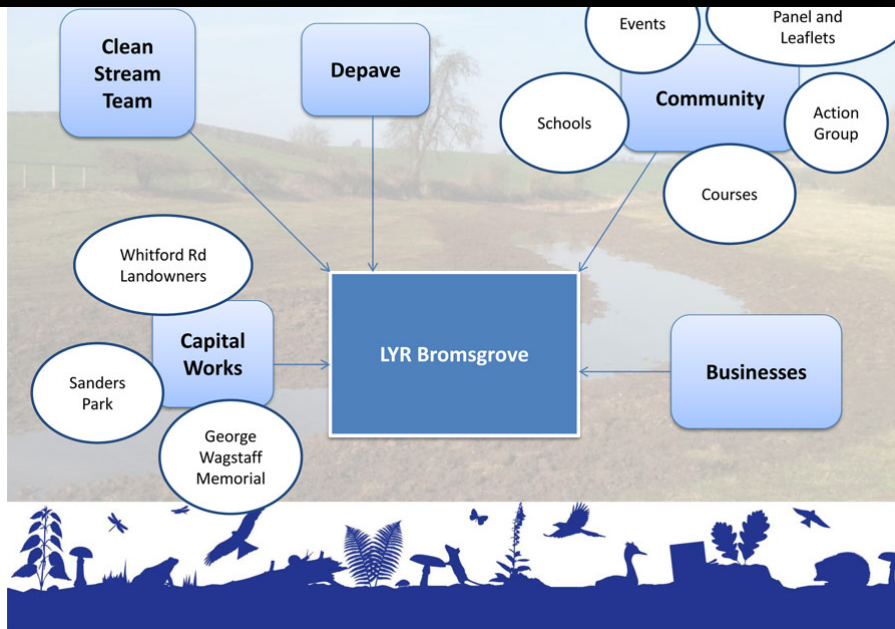 Clean
Stream
Team
Depave
Events
Panel and
Leaflets
Community
Schools
Action
Group
Courses
Whitford Rd
Landowners
Capital
Works
Sanders
Park
George
Wagstaff
Memorial
LYR Bromsgrove
Businesses